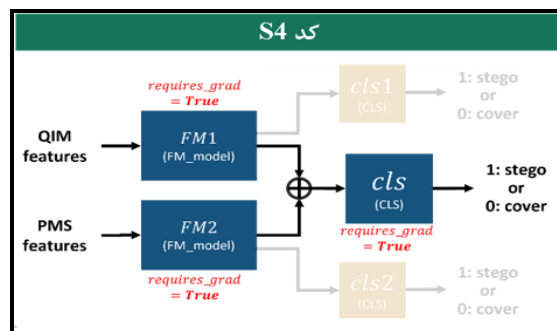 کد S4
requires_grad
= True
cls1
(CLS)
1: stego
or
0: cover
QIM
features
FM1
(FM_model)
cls
(CLS)
1: stego
or
0: cover
requires_grad
= True
PMS
features
FM2
(FM_model)
requires_grad
= True
cls2
(CLS)
1: stego
or
0: cover